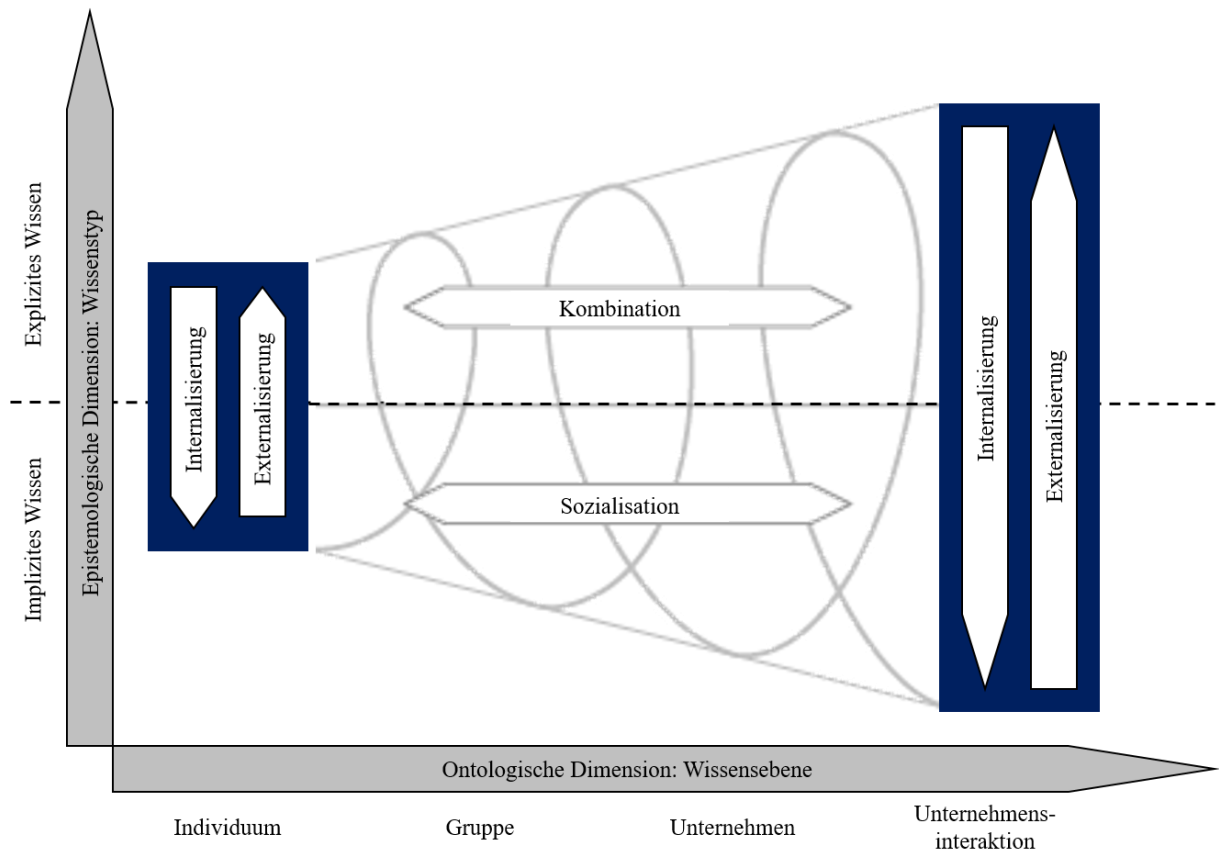 Explizites Wissen
Implizites Wissen
Epistemologische Dimension: Wissenstyp
Internalisierung
Externalisierung
Kombination
Sozialisation
Internalisierung
Externalisierung
Ontologische Dimension: Wissensebene
Individuum
Gruppe
Unternehmen
Unternehmens-
interaktion